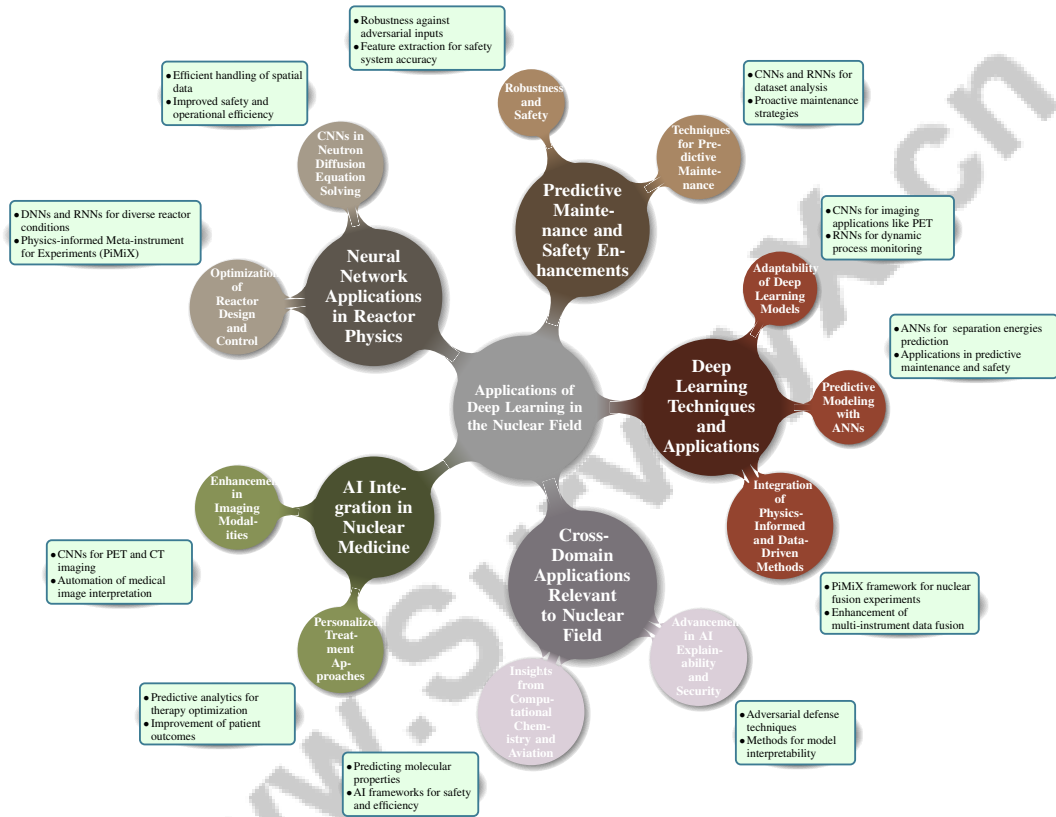 ● Robustness against
adversarial inputs
● Feature extraction for safety
system accuracy
● Efficient handling of spatial
data
● Improved safety and
operational efficiency
● CNNs and RNNs for
dataset analysis
● Proactive maintenance
strategies
Robustness
and
Safety
Techniques
for Pre-
dictive
Mainte-
nance
CNNs in
Neutron
Diffusion
Equation
Solving
Predictive
Mainte-
nance and
Safety En-
hancements
● DNNs and RNNs for diverse reactor
conditions
● Physics-informed Meta-instrument
for Experiments (PiMiX)
● CNNs for imaging
applications like PET
● RNNs for dynamic
process monitoring
Neural
Network
Applications
in Reactor
Physics
Optimization
of
Reactor
Design
and
Control
Adaptability
of Deep
Learning
Models
● ANNs for separation energies
prediction
● Applications in predictive
maintenance and safety
Applications of
Deep Learning in
the Nuclear Field
Deep
Learning
Techniques
and
Applications
Predictive
Modeling
with
ANNs
Enhancement
in
Imaging
Modal-
ities
AI Inte-
gration in
Nuclear
Medicine
Integration
of
Physics-
Informed
and Data-
Driven
Methods
● CNNs for PET and CT
imaging
● Automation of medical
image interpretation
Cross-
Domain
Applications
Relevant
to Nuclear
Field
● PiMiX framework for nuclear
fusion experiments
● Enhancement of
multi-instrument data fusion
Personalized
Treat-
ment
Ap-
proaches
Advancement
in AI
Explain-
ability
and
Security
Insights
from
Compu-
tational
Chem-
istry and
Aviation
● Predictive analytics for
therapy optimization
● Improvement of patient
outcomes
● Adversarial defense
techniques
● Methods for model
interpretability
● Predicting molecular
properties
● AI frameworks for safety
and efficiency